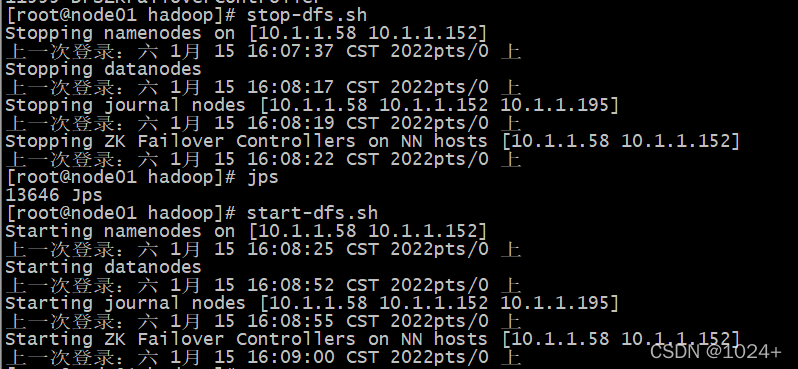 [root@node01 hadoop]# stop-dfs.sh
Stopping namenodes on [10.1.1.58 10.1.1.152]
上一次登录：六 1月 15 16:07:37 CST 2022pts/0 上
Stopping datanodes
上一次登录：六 1月 15 16:08:17 CST 2022pts/0 上
Stopping journal nodes [10.1.1.58 10.1.1.152 10.1.1.195]
上一次登录：六 1月 15 16:08:19 CST 2022pts/0 上
Stopping ZK Failover Controllers on NN hosts [10.1.1.58 10.1.1.152]
上一次登录：六 1月 15 16:08:22 CST 2022pts/0 上
[root@node01 hadoop]# jps
13646 Jps
[root@node01 hadoop]# start-dfs.sh
Starting namenodes on [10.1.1.58 10.1.1.152]
上一次登录：六 1月 15 16:08:25 CST 2022pts/0 上
Starting datanodes
上一次登录：六 1月 15 16:08:52 CST 2022pts/0 上
Starting journal nodes [10.1.1.58 10.1.1.152 10.1.1.195]
上一次登录：六 1月 15 16:08:55 CST 2022pts/0 上
Starting ZK Failover Controllers on NN hosts [10.1.1.58 10.1.1.152]
上一次登录：六 1月 15 16:09:00 CST 2022pts/0 上
CSDN @1024+